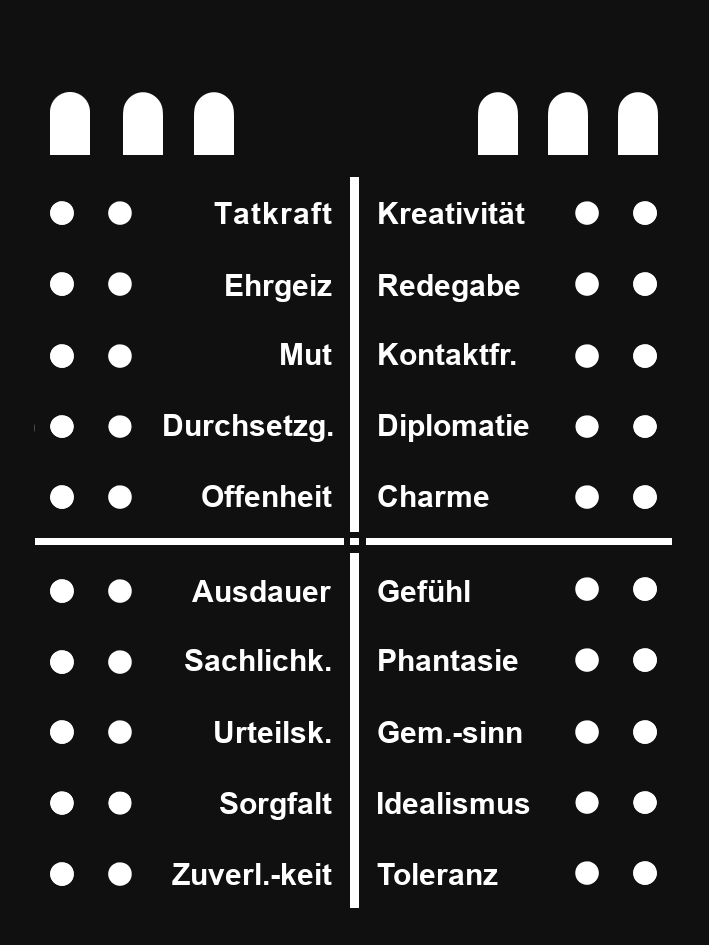 Tatkraft Kreativität
Ehrgeiz Redegabe
Mut Kontaktfr.
Durchsetzg. Diplomatie
Offenheit Charme
Ausdauer Gefühl
Sachlichk. Phantasie
Urteilsk. Gem.-sinn
Sorgfalt Idealismus
Zuverl.-keit Toleranz